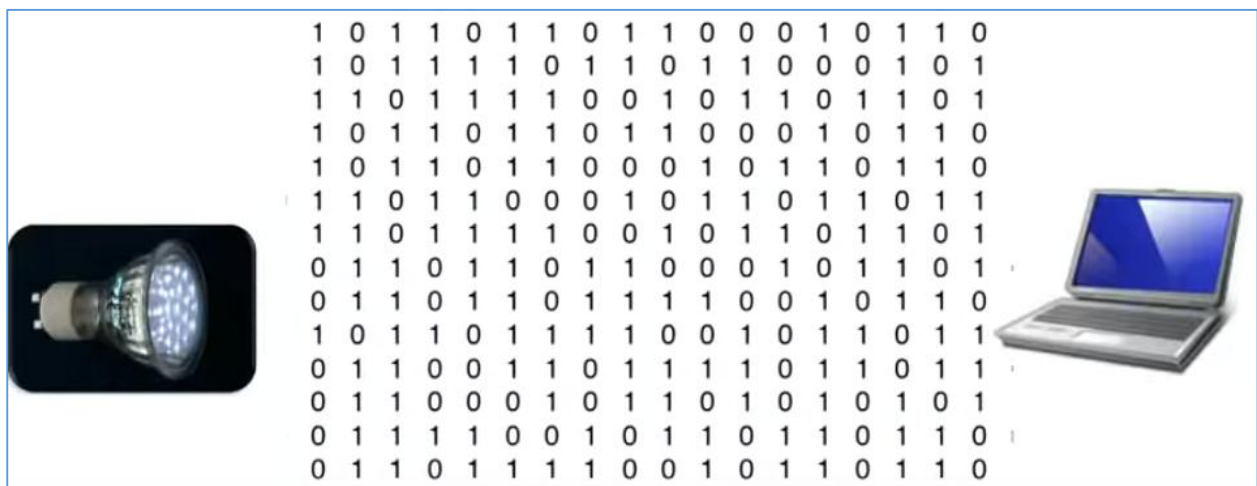 1 0 1 1 0 1 1 0 1 1 0 0 0 1 0 1 1 0
1 0 1 1 1 1 0 1 1 0 1 1 0 0 0 1 0 1
1 1 0 1 1 1 1 0 0 1 0 1 1 0 1 1 0 1
1 0 1 1 0 1 1 0 1 1 0 0 0 1 0 1 1 0
1 0 1 1 0 1 1 0 0 0 1 0 1 1 0 1 1 0
1 1 0 1 1 0 0 0 1 0 1 1 0 1 1 0 1 1
1 1 0 1 1 1 1 0 0 1 0 1 1 0 1 1 0 1
0 1 1 0 1 1 0 1 1 0 0 0 1 0 1 1 0 1
0 1 1 0 1 1 0 1 1 1 1 0 0 1 0 1 1 0
1 0 1 1 0 1 1 1 1 0 0 1 0 1 1 0 1 1
0 1 1 0 0 1 1 0 1 1 1 1 0 1 1 0 1 1
0 1 1 0 0 0 1 0 1 1 0 1 0 1 0 1 0 1
0 1 1 1 1 0 0 1 0 1 1 0 1 1 0 1 1 0
0 1 1 0 1 1 1 1 0 0 1 0 1 1 0 1 1 0